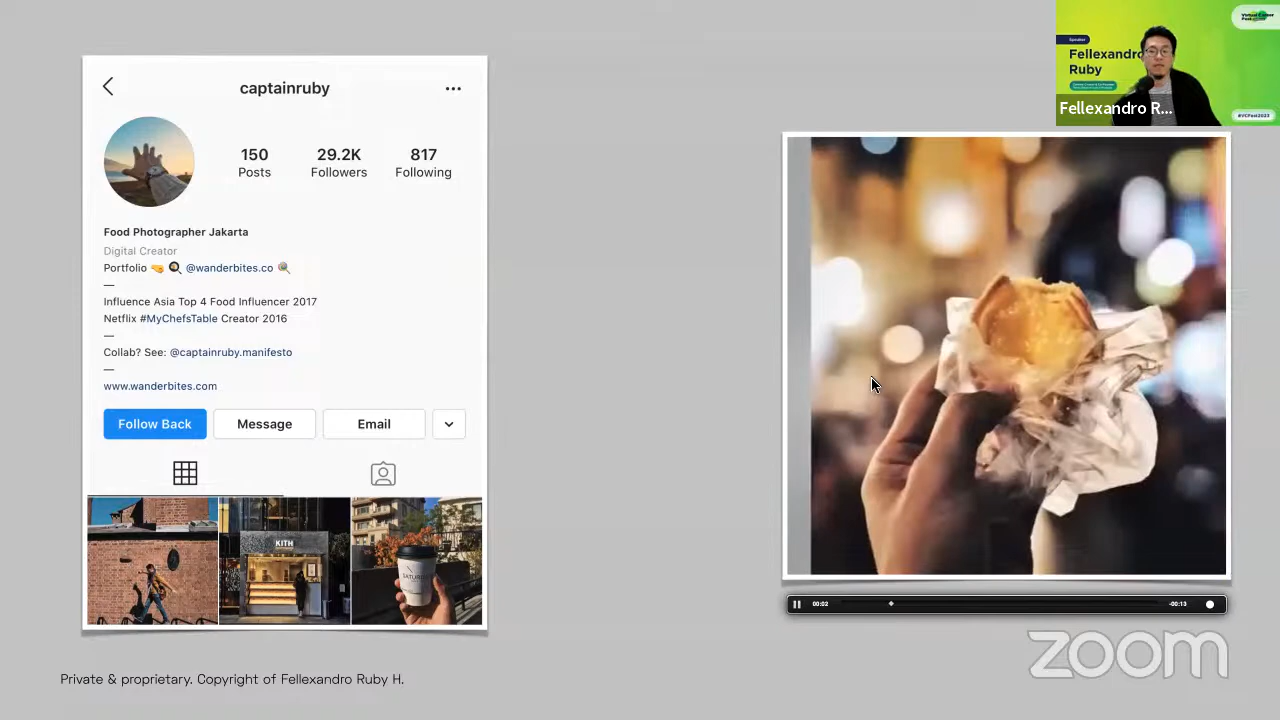 captainruby
150
29.2K
817
Posts
Followers
Following
Food Photographer Jakarta
Digital Creator
Portfolio 🤜 🍳 @wanderbites.co 🍭
—
Influence Asia Top 4 Food Influencer 2017
Netflix #MyChefsTable Creator 2016
—
Collab? See: @captainruby.manifesto
—
www.wanderbites.com
Follow Back
Message
Email
KITH
Speaker
Fellexandro
Ruby
#VCFest2023
Fellexandro R...
00:02
-00:13
zoom
Private & proprietary. Copyright of Fellexandro Ruby H.